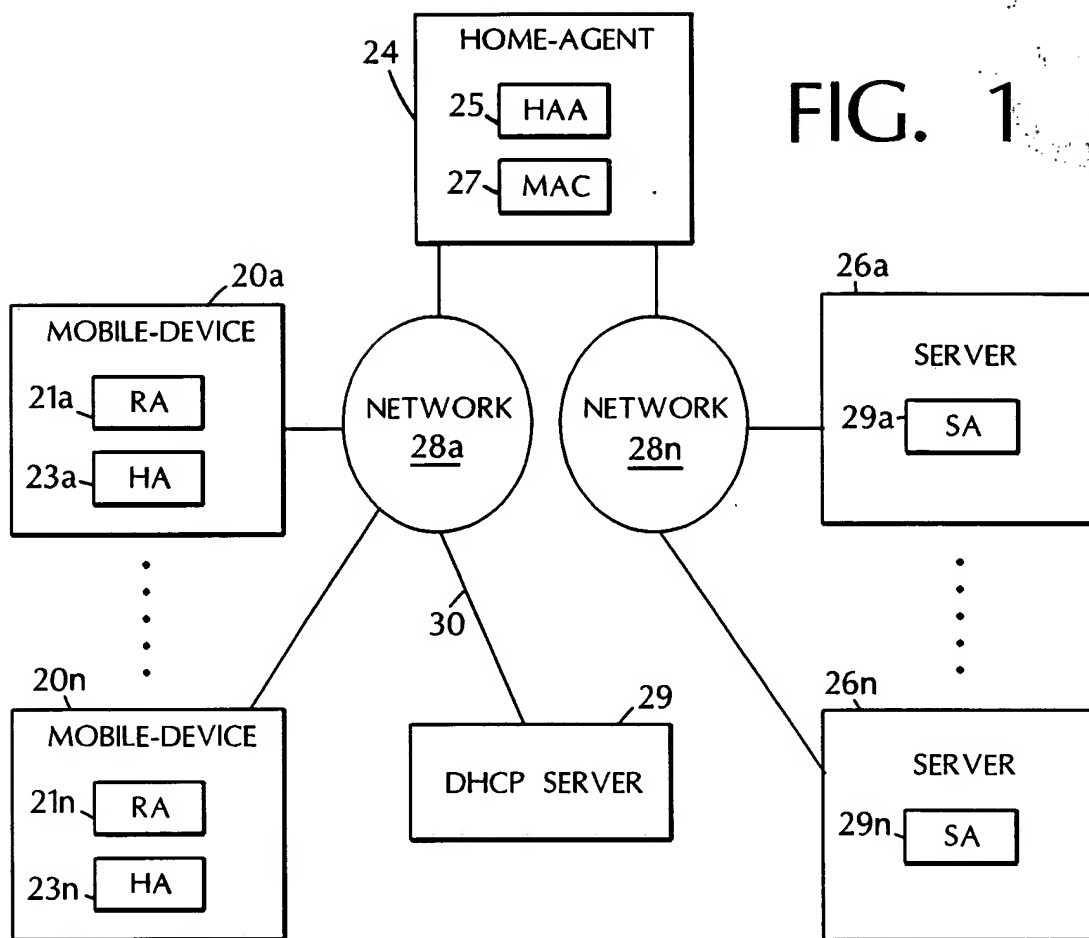 HOME-AGENT
24
25
HAA
27
MAC
FIG. 1
20a
MOBILE-DEVICE
21a
RA
23a
HA
NETWORK
28a
NETWORK
28n
26a
SERVER
29a
SA
30
20n
MOBILE-DEVICE
21n
RA
23n
HA
29
DHCP SERVER
26n
SERVER
29n
SA